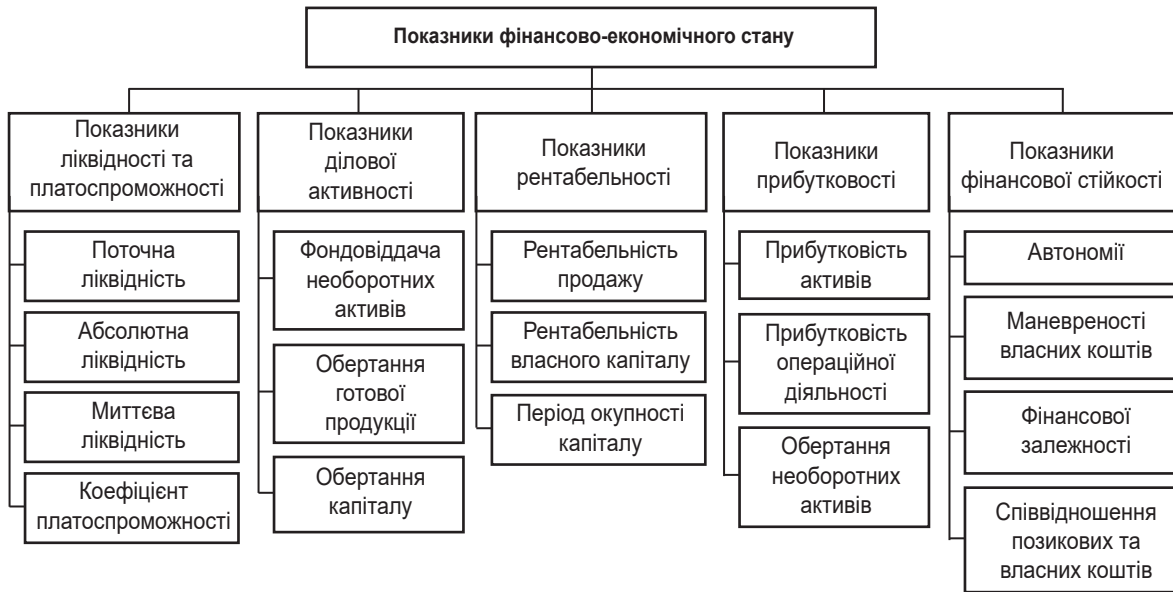 Показники фінансово-економічного стану
Показники
ліквідності та
платоспроможності
Поточна
ліквідність
Абсолютна
ліквідність
Миттєва
ліквідність
Коефіцієнт
платоспроможності
Показники
ділової
активності
Фондовіддача
необоротних
активів
Обертання
готової
продукції
Обертання
капіталу
Показники
рентабельності
Рентабельність
продажу
Рентабельність
власного капіталу
Період окупності
капіталу
Показники
прибутковості
Прибутковість
активів
Прибутковість
операційної
діяльності
Обертання
необоротних
активів
Показники
фінансової стійкості
Автономії
Маневреності
власних коштів
Фінансової
залежності
Співвідношення
позикових та
власних коштів